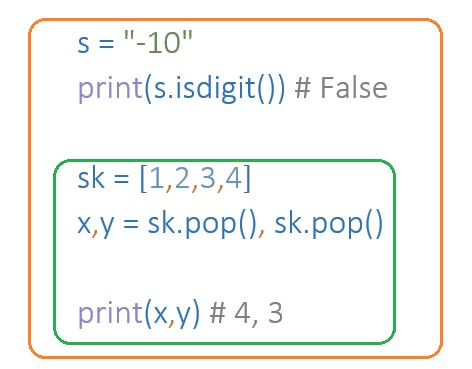 s = "-10"
print(s.isdigit()) # False
sk = [1,2,3,4]
x,y = sk.pop(), sk.pop()
print(x,y) # 4, 3